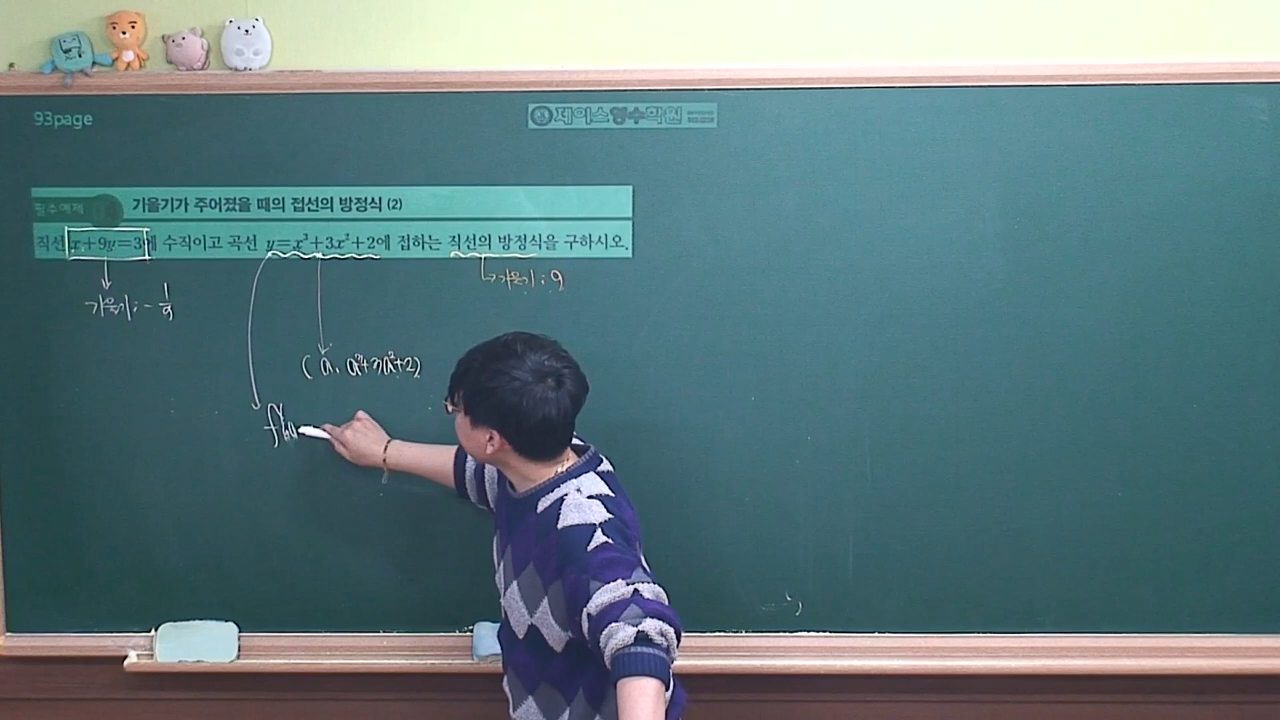 93page
제이스영수학원
필수예제
기울기가 주어졌을 때의 접선의 방정식 (2)
직선 x+9y=3에 수직이고 곡선 y=x³+3x²+2에 접하는 직선의 방정식을 구하시오.
기울기 : 9
기울기 : -1/9
(a, a³+3a²+2)